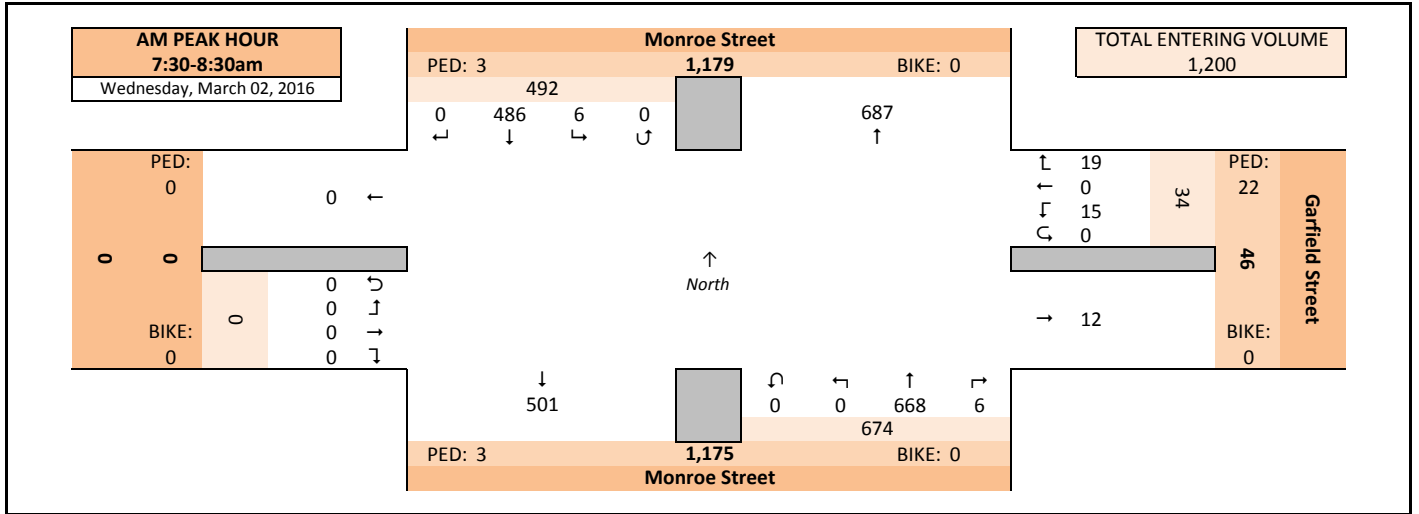 AM PEAK HOUR
7:30-8:30am
Wednesday, March 02, 2016
Monroe Street
PED: 3 1,179 BIKE: 0
492
0 486 6 0
↵ ↓ ↳ ↺
687
↑
TOTAL ENTERING VOLUME
1,200
PED:
0
0 ←
0 0
0
BIKE:
0
0 ⮌
0 ↰
0 →
0 ↴
↑
North
↱ 19
← 0
↲ 15
⮎ 0
34
PED:
22
46
Garfield Street
→ 12
BIKE:
0
↓
501
↶ ↰ ↑ ↱
0 0 668 6
674
PED: 3 1,175 BIKE: 0
Monroe Street